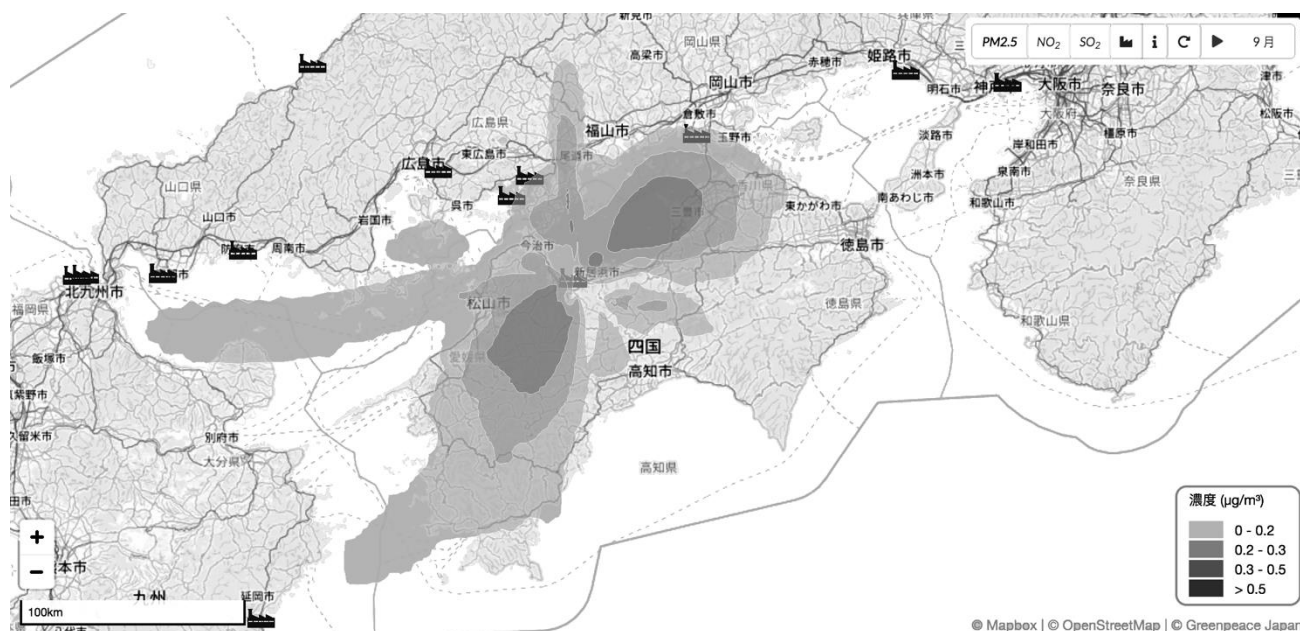 新見市
兵庫県
岡山県
高梁市
赤穂市
姫路市
PM2.5 NO₂ SO₂ i 9 月
岡山市
明石市
神戸
大阪市
奈良市
津市
倉敷市
松阪市
大阪府
広島県
福山市
玉野市
淡路市
橿原市
尾道市
東広島市
岸和田市
広島市
泉南市
洲本市
奈良県
山口県
香川県
南あわじ市
和歌山市
呉市
三豊市
東かがわ市
山口市
岩国市
周南市
今治市
徳島市
新居浜市
北九州市
松山市
徳島県
福岡県
和歌山県
四国
飯塚市
愛媛県
高知市
筑紫野市
久留米市
別府市
大分県
高知県
濃度 (µg/m³)
0 - 0.2
0.2 - 0.3
0.3 - 0.5
> 0.5
+
−
本市
九州
延岡市
100km
八代市
© Mapbox | © OpenStreetMap | © Greenpeace Japan